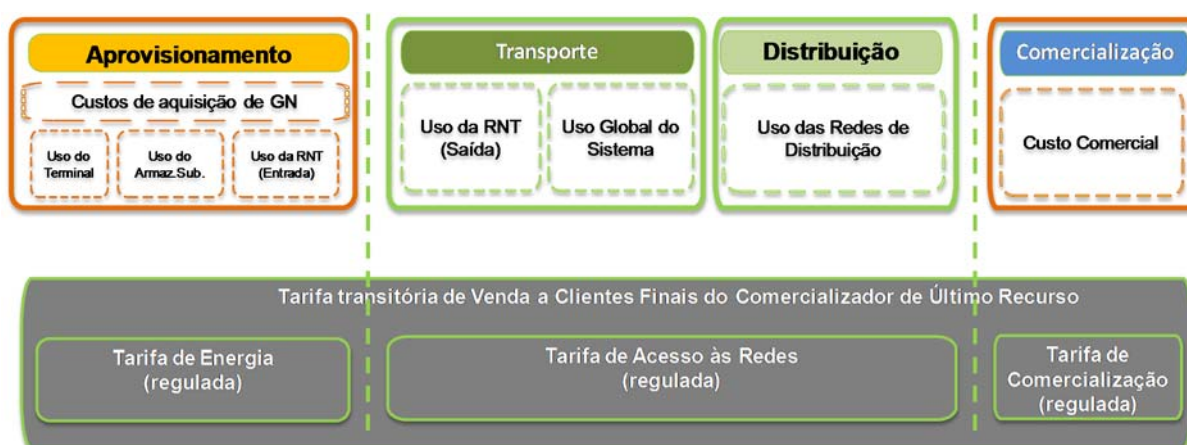 Aprovisionamento
Custos de aquisição de GN
Uso do
Terminal
Uso do
Armaz.Sub.
Uso da RNT
(Entrada)
Transporte
Uso da RNT
(Saída)
Uso Global do
Sistema
Distribuição
Uso das Redes de
Distribuição
Comercialização
Custo Comercial
Tarifa transitória de Venda a Clientes Finais do Comercializador de Último Recurso
Tarifa de Energia
(regulada)
Tarifa de Acesso às Redes
(regulada)
Tarifa de
Comercialização
(regulada)